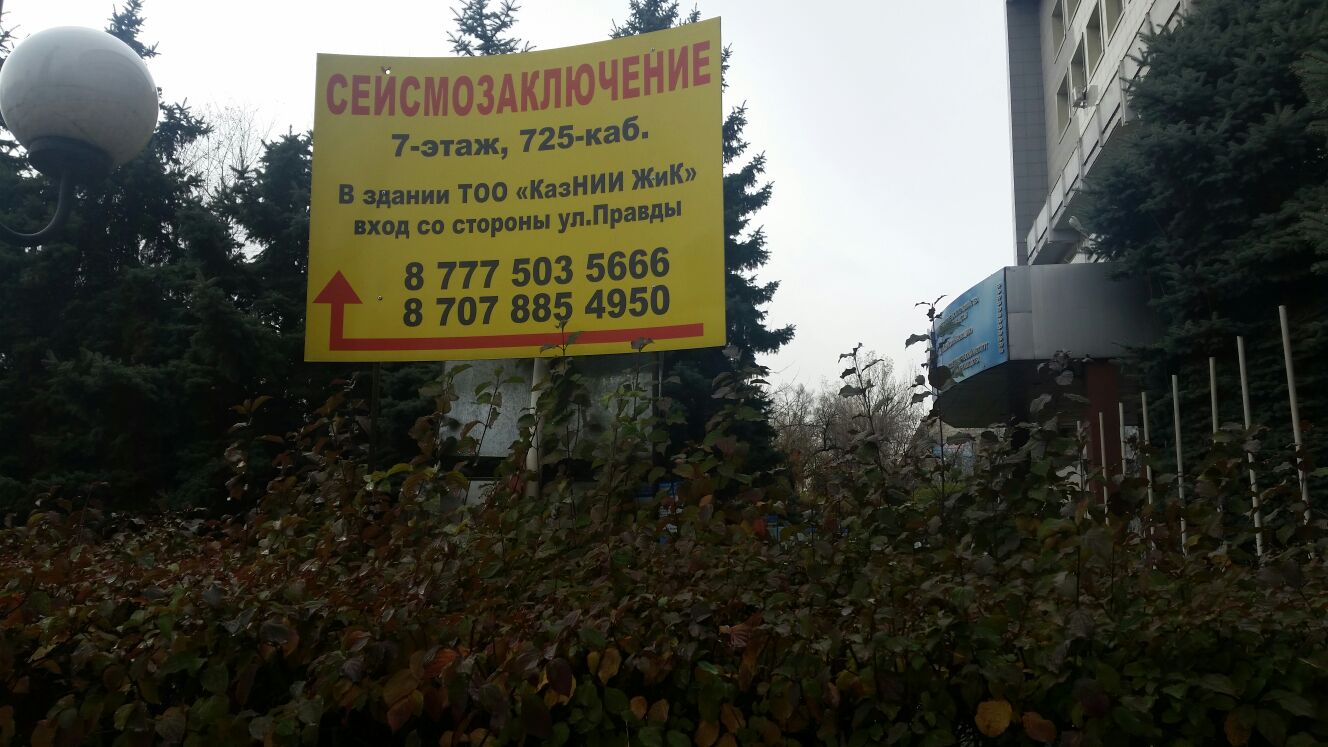 СЕЙСМОЗАКЛЮЧЕНИЕ
7-этаж, 725-каб.
В здании ТОО «КазНИИ ЖиК»
вход со стороны ул.Правды
8 777 503 5666
8 707 885 4950